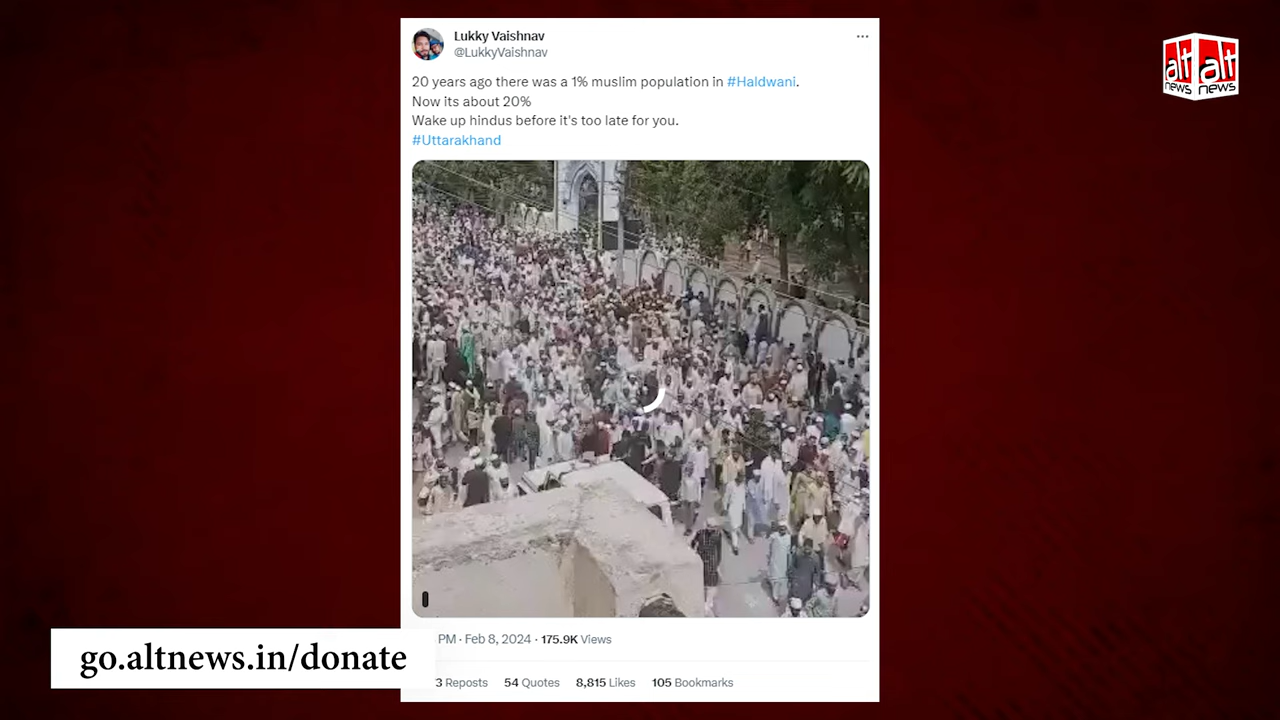 Lukky Vaishnav
@LukkyVaishnav
20 years ago there was a 1% muslim population in #Haldwani.
Now its about 20%
Wake up hindus before it's too late for you.
#Uttarakhand
PM · Feb 8, 2024 · 175.9K Views
3 Reposts 54 Quotes 8,815 Likes 105 Bookmarks
alt news
alt news
go.altnews.in/donate